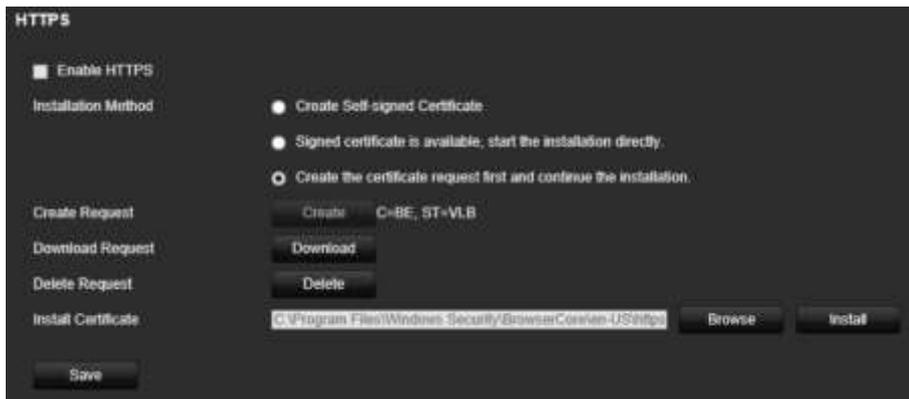 HTTPS
Enable HTTPS
Installation Method
Create Self-signed Certificate
Signed certificate is available, start the installation directly.
Create the certificate request first and continue the installation.
Create Request Create C=BE, ST=VLB
Download Request Download
Delete Request Delete
Install Certificate C:\Program Files\Windows Security\BrowserCore\en-US\https Browse Install
Save